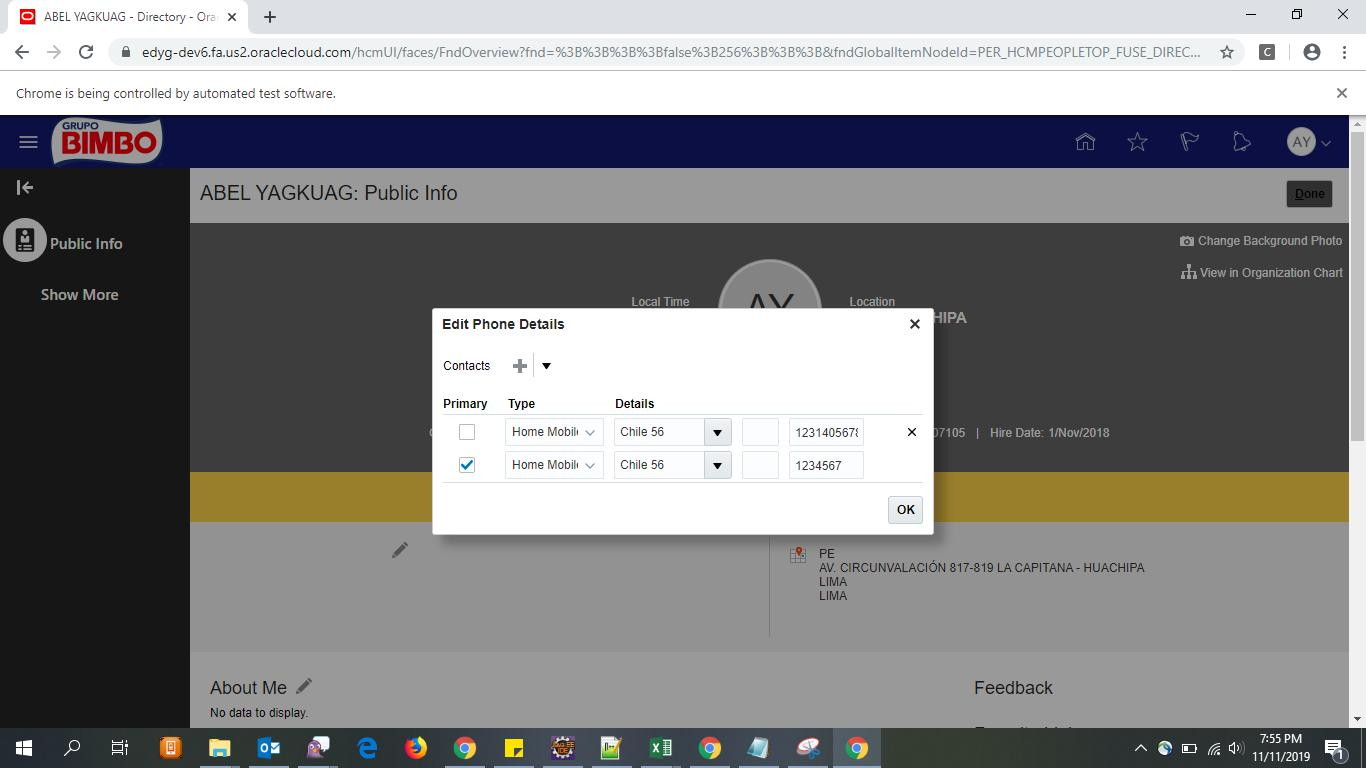 ABEL YAGKUAG - Directory - Ora
edyg-dev6.fa.us2.oraclecloud.com/hcmUI/faces/FndOverview?fnd=%3B%3B%3B%3Bfalse%3B256%3B%3B%3B&fndGlobalItemNodeId=PER_HCMPEOPLETOP_FUSE_DIREC...
C
Chrome is being controlled by automated test software.
GRUPO
BIMBO
AY
ABEL YAGKUAG: Public Info
Done
Public Info
Show More
Change Background Photo
View in Organization Chart
Local Time
AY
Location
HIPA
Edit Phone Details
Contacts
Primary Type Details
Home Mobil Chile 56 1231405678
Home Mobil Chile 56 1234567
07105 | Hire Date: 1/Nov/2018
OK
PE
AV. CIRCUNVALACIÓN 817-819 LA CAPITANA - HUACHIPA
LIMA
LIMA
About Me
No data to display.
Feedback
7:55 PM
11/11/2019
1